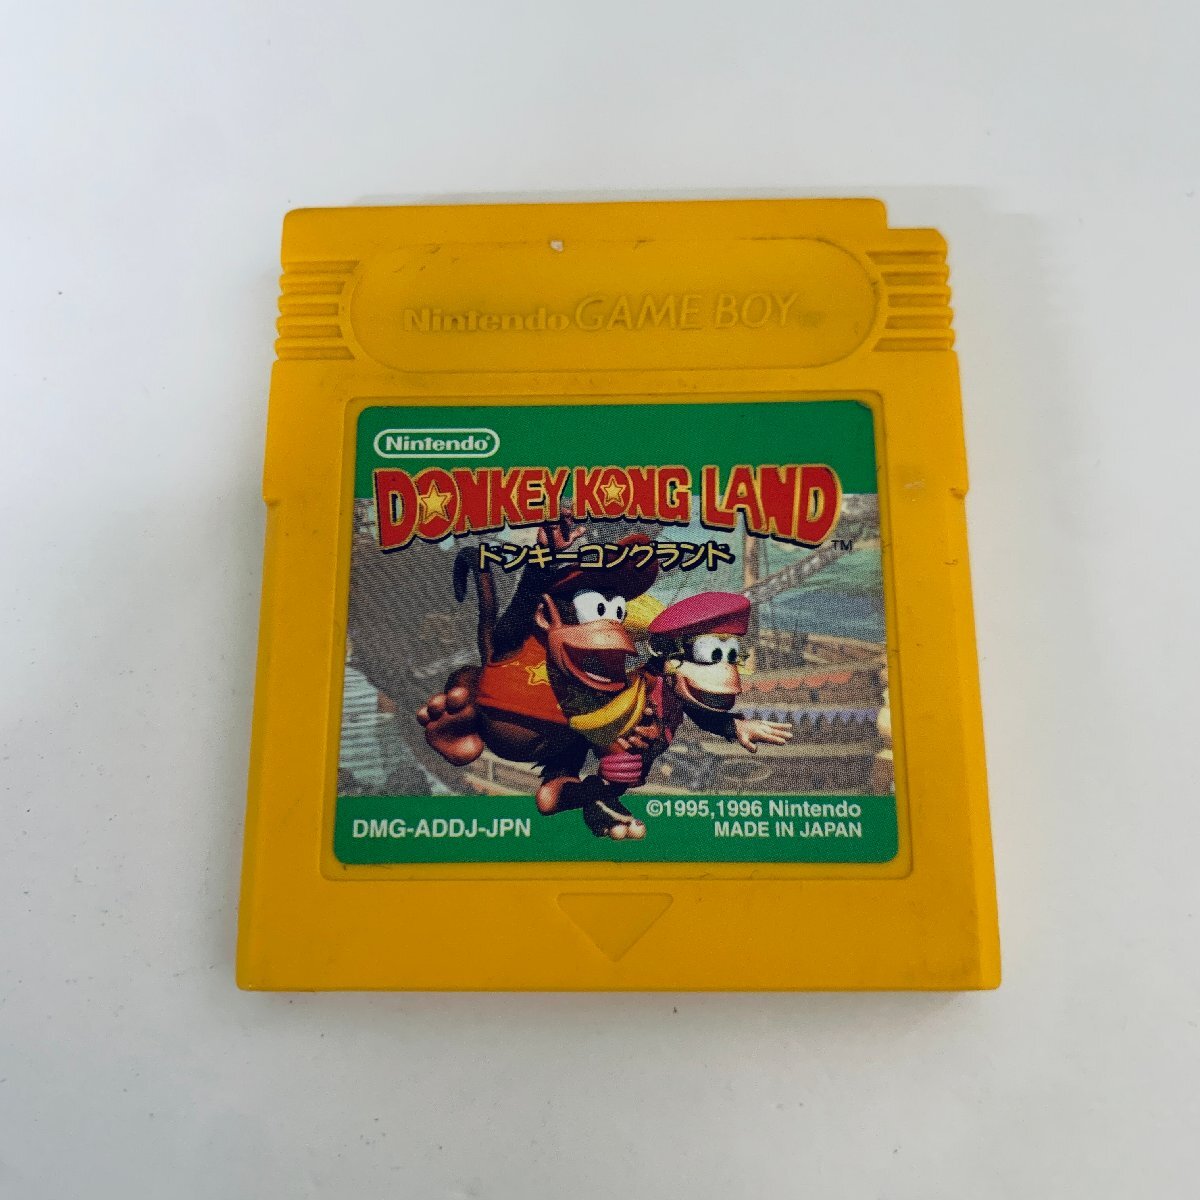 Nintendo GAME BOY TM
Nintendo®
DONKEY KONG LAND TM
ドンキーコングランド
©1995,1996 Nintendo
DMG-ADDJ-JPN
MADE IN JAPAN